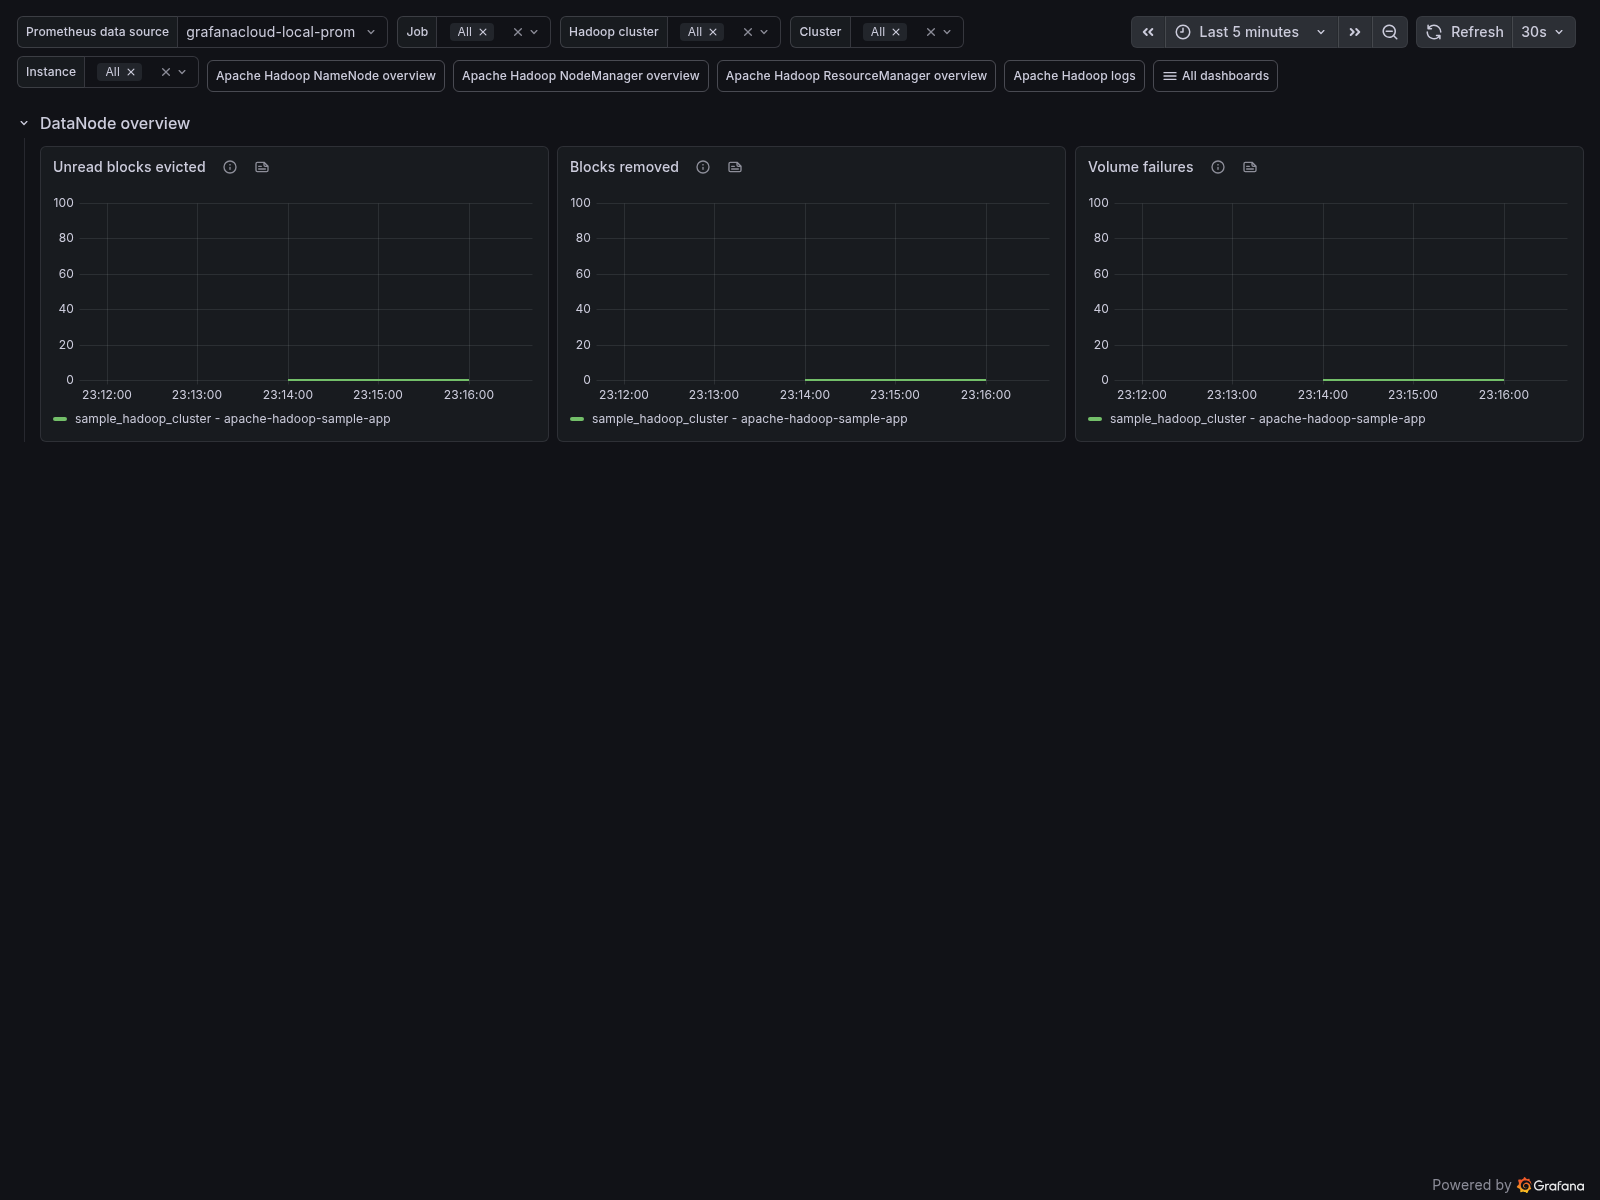 Prometheus data source grafanacloud-local-prom Job All Hadoop cluster All Cluster All Last 5 minutes Refresh 30s
Instance All Apache Hadoop NameNode overview Apache Hadoop NodeManager overview Apache Hadoop ResourceManager overview Apache Hadoop logs All dashboards
DataNode overview
Unread blocks evicted
100
80
60
40
20
0
23:12:00 23:13:00 23:14:00 23:15:00 23:16:00
sample_hadoop_cluster - apache-hadoop-sample-app
Blocks removed
100
80
60
40
20
0
23:12:00 23:13:00 23:14:00 23:15:00 23:16:00
sample_hadoop_cluster - apache-hadoop-sample-app
Volume failures
100
80
60
40
20
0
23:12:00 23:13:00 23:14:00 23:15:00 23:16:00
sample_hadoop_cluster - apache-hadoop-sample-app
Powered by Grafana